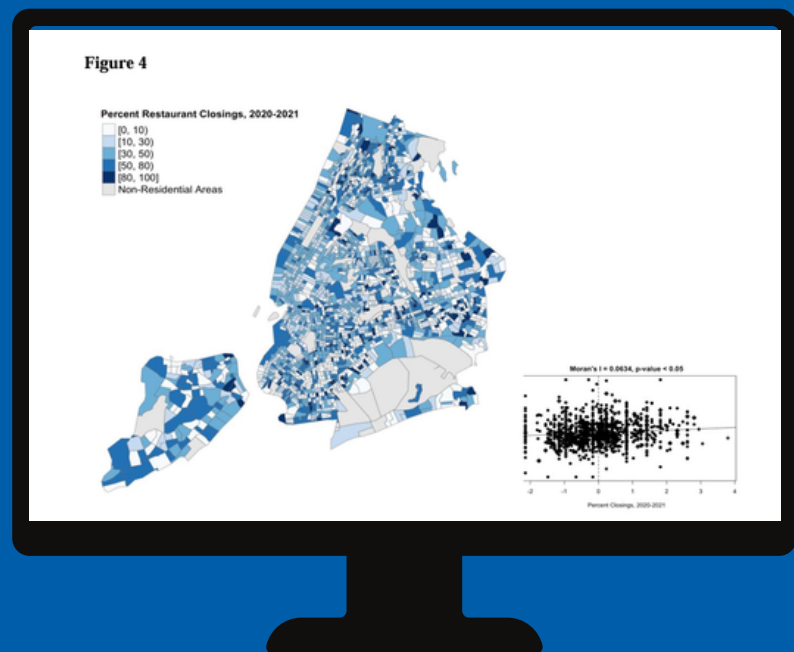 Figure 4
Percent Restaurant Closings, 2020-2021
[0, 10)
[10, 30)
[30, 50)
[50, 80)
[80, 100]
Non-Residential Areas
Moran's I = 0.0634, p-value < 0.05
-2 -1 0 1 2 3 4
Percent Closings, 2020-2021